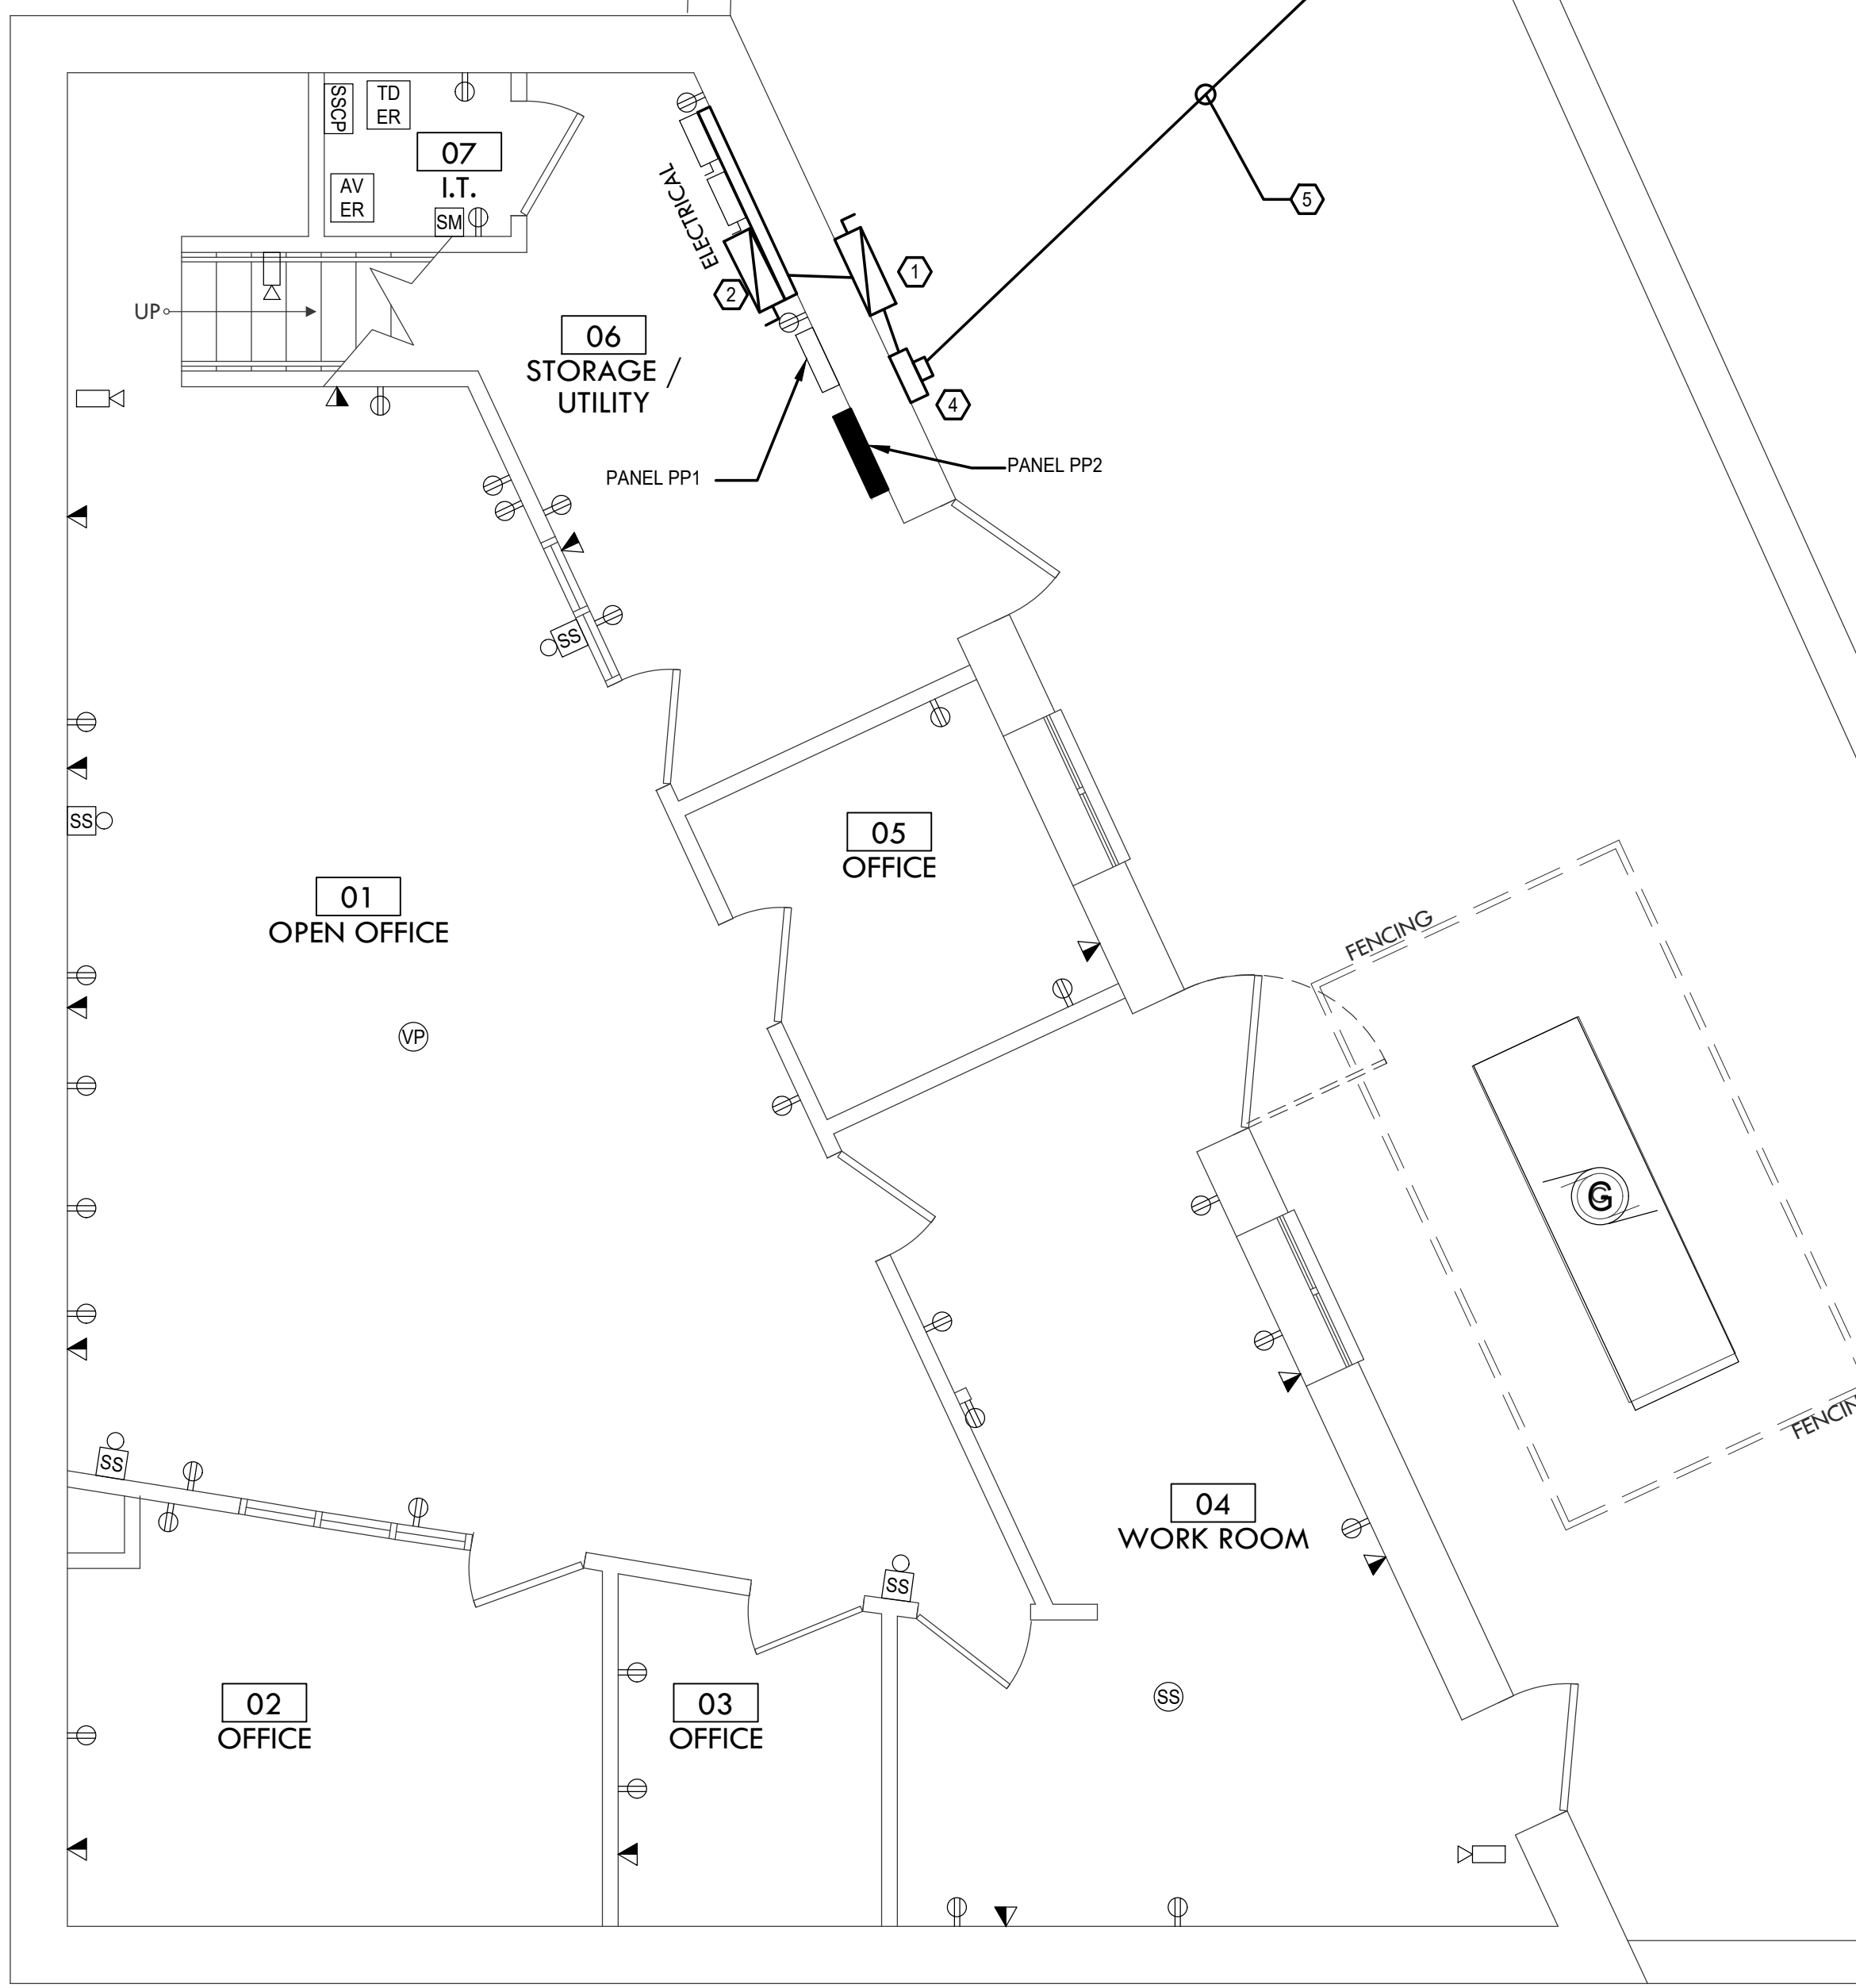 SSCP
TD
ER
07
I.T.
AV
ER
SM
ELECTRICAL
5
1
2
UP
06
STORAGE /
UTILITY
4
PANEL PP1
PANEL PP2
SS
SS
05
OFFICE
01
OPEN OFFICE
FENCING
VP
G
FENCIN
SS
04
WORK ROOM
SS
SS
02
OFFICE
03
OFFICE